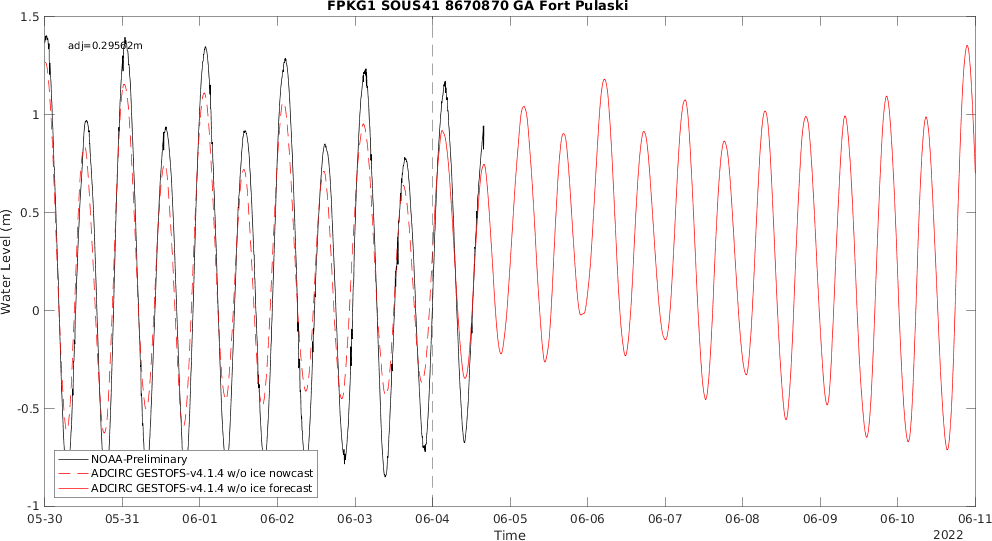 FPKG1 SOUS41 8670870 GA Fort Pulaski
adj=0.29562m
Water Level (m)
1.5
1
0.5
0
-0.5
-1
NOAA-Preliminary
ADCIRC GESTOFS-v4.1.4 w/o ice nowcast
ADCIRC GESTOFS-v4.1.4 w/o ice forecast
05-30 05-31 06-01 06-02 06-03 06-04 06-05 06-06 06-07 06-08 06-09 06-10 06-11
Time
2022